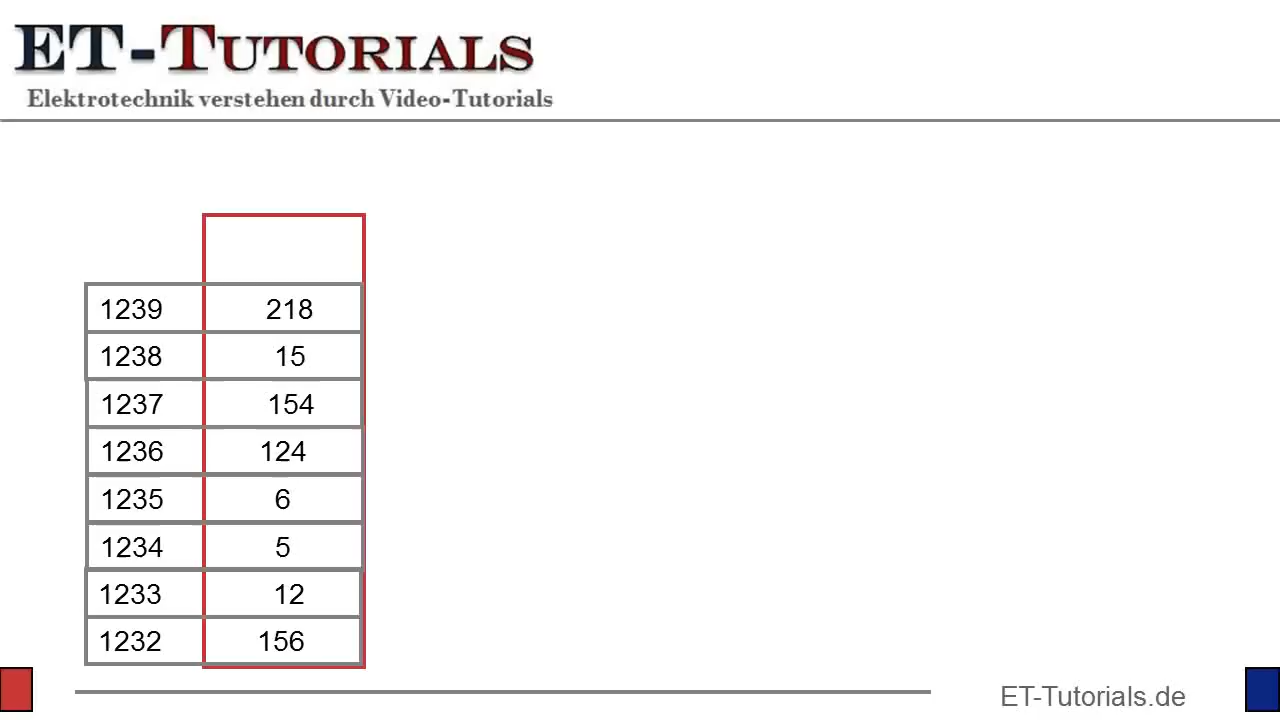 ET-Tutorials
Elektrotechnik verstehen durch Video-Tutorials
1239 218
1238 15
1237 154
1236 124
1235 6
1234 5
1233 12
1232 156
ET-Tutorials.de